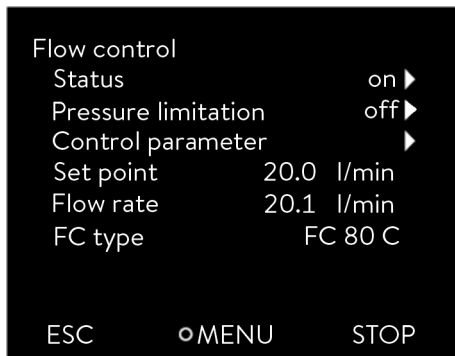 Flow control
Status on
Pressure limitation off
Control parameter
Set point 20.0 l/min
Flow rate 20.1 l/min
FC type FC 80 C
ESC MENU STOP